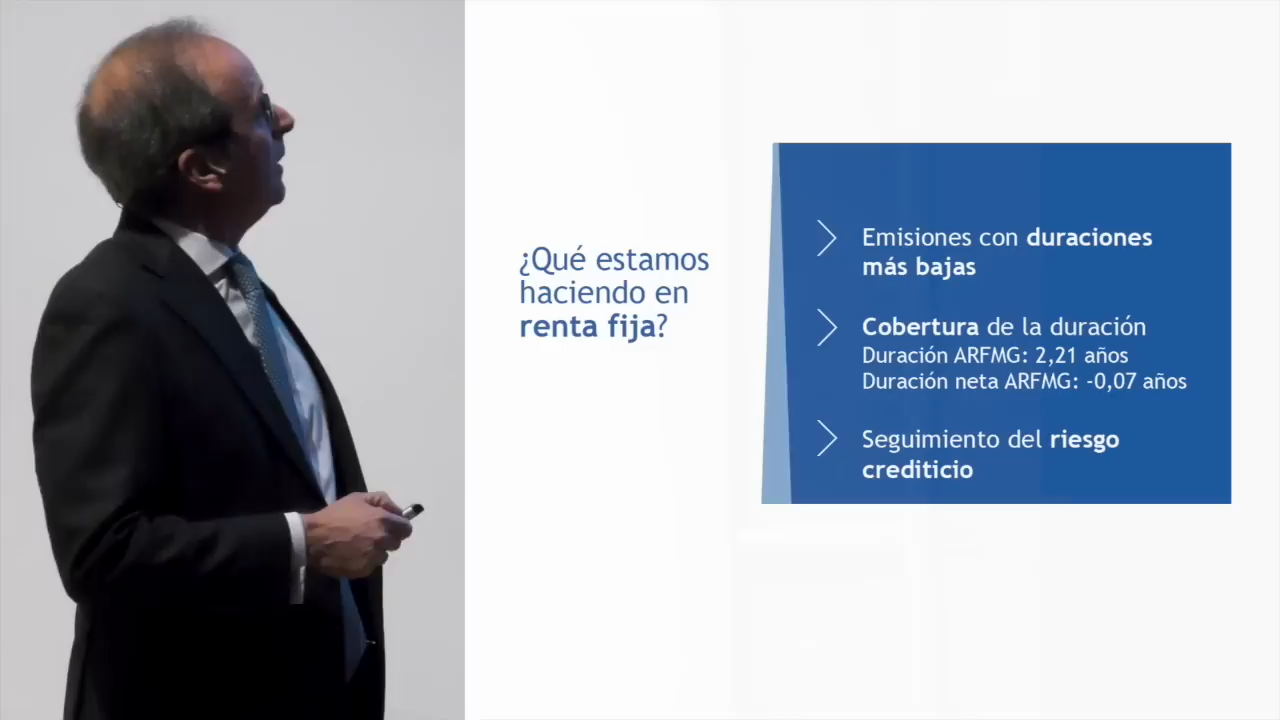 ¿Qué estamos
haciendo en
renta fija?
Emisiones con duraciones
más bajas
Cobertura de la duración
Duración ARFMG: 2,21 años
Duración neta ARFMG: -0,07 años
Seguimiento del riesgo
crediticio